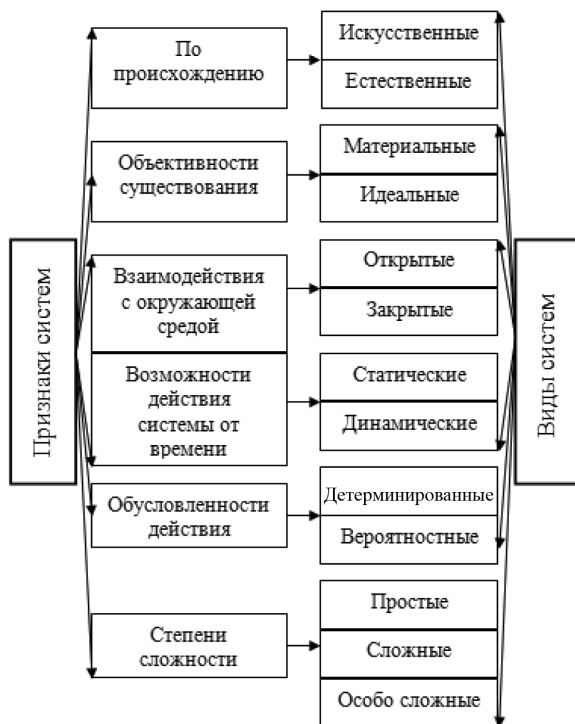 Признаки систем
По
происхождению
Искусственные
Естественные
Объективности
существования
Материальные
Идеальные
Взаимодействия
с окружающей
средой
Открытые
Закрытые
Возможности
действия
системы от
времени
Статические
Динамические
Обусловленности
действия
Детерминированные
Вероятностные
Степени
сложности
Простые
Сложные
Особо сложные
Виды систем